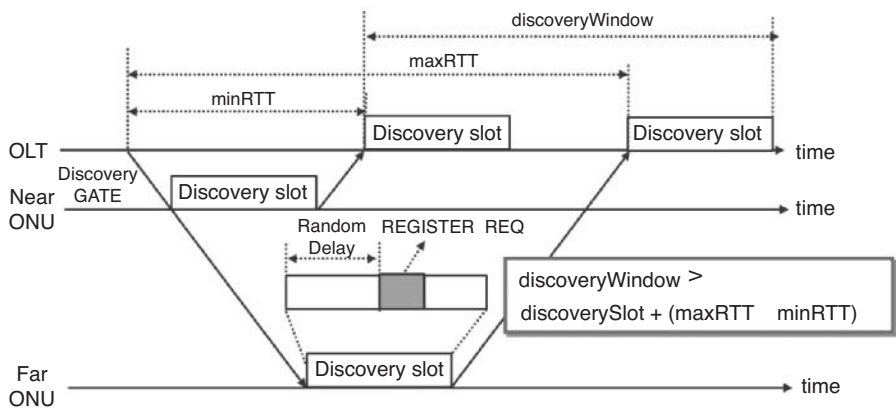 discoveryWindow
maxRTT
minRTT
Discovery slot
Discovery slot
OLT
time
Discovery
GATE
Discovery slot
Near
ONU
time
Random
Delay
REGISTER REQ
discoveryWindow >
discoverySlot + (maxRTT minRTT)
Discovery slot
Far
ONU
time